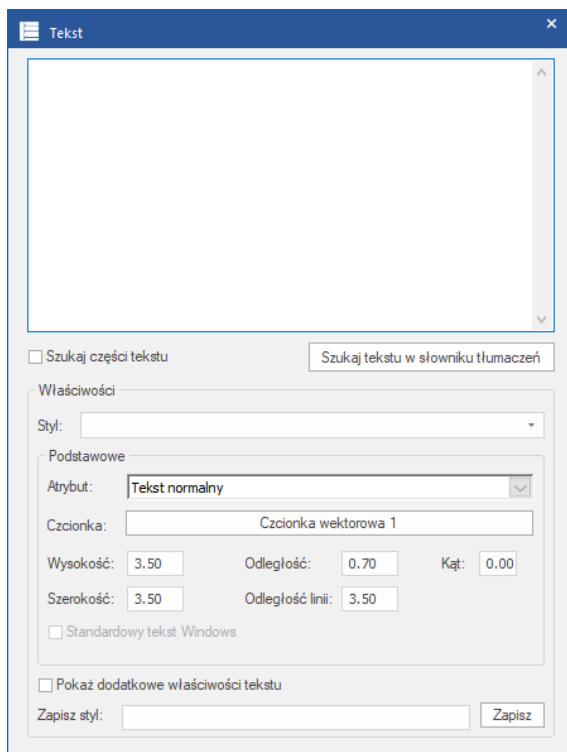 Tekst
Szukaj części tekstu
Szukaj tekstu w słowniku tłumaczeń
Właściwości
Styl:
Podstawowe
Atrybut: Tekst normalny
Czcionka: Czcionka wektorowa 1
Wysokość: 3.50 Odległość: 0.70 Kąt: 0.00
Szerokość: 3.50 Odległość linii: 3.50
Standardowy tekst Windows
Pokaż dodatkowe właściwości tekstu
Zapisz styl: Zapisz